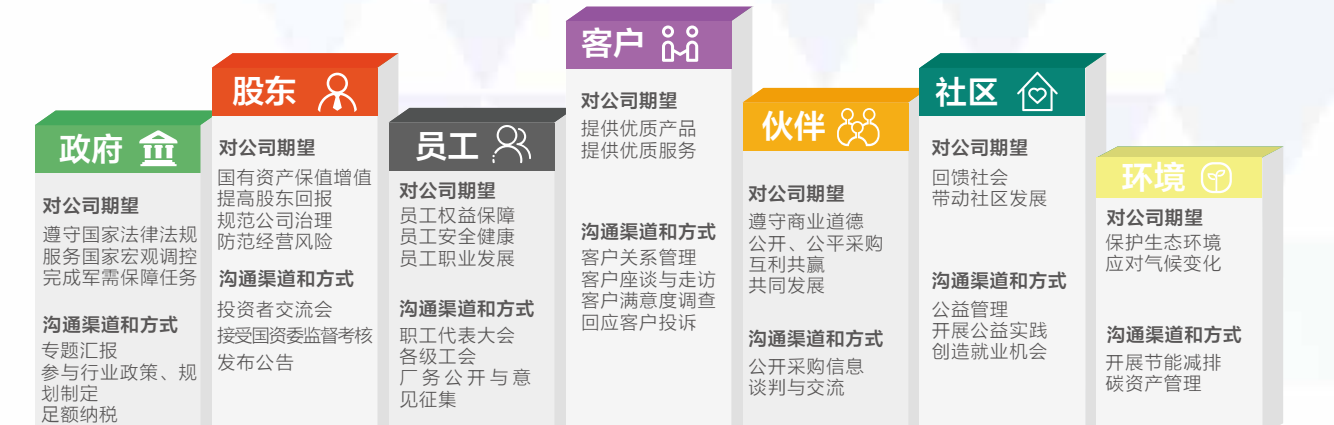 政府
对公司期望
遵守国家法律法规
服务国家宏观调控
完成军需保障任务
沟通渠道和方式
专题汇报
参与行业政策、规
划制定
足额纳税
股东
对公司期望
国有资产保值增值
提高股东回报
规范公司治理
防范经营风险
沟通渠道和方式
投资者交流会
接受国资委监督考核
发布公告
员工
对公司期望
员工权益保障
员工安全健康
员工职业发展
沟通渠道和方式
职工代表大会
各级工会
厂务公开与意
见征集
客户
对公司期望
提供优质产品
提供优质服务
沟通渠道和方式
客户关系管理
客户座谈与走访
客户满意度调查
回应客户投诉
伙伴
对公司期望
遵守商业道德
公开、公平采购
互利共赢
共同发展
沟通渠道和方式
公开采购信息
谈判与交流
社区
对公司期望
回馈社会
带动社区发展
沟通渠道和方式
公益管理
开展公益实践
创造就业机会
环境
对公司期望
保护生态环境
应对气候变化
沟通渠道和方式
开展节能减排
碳资产管理